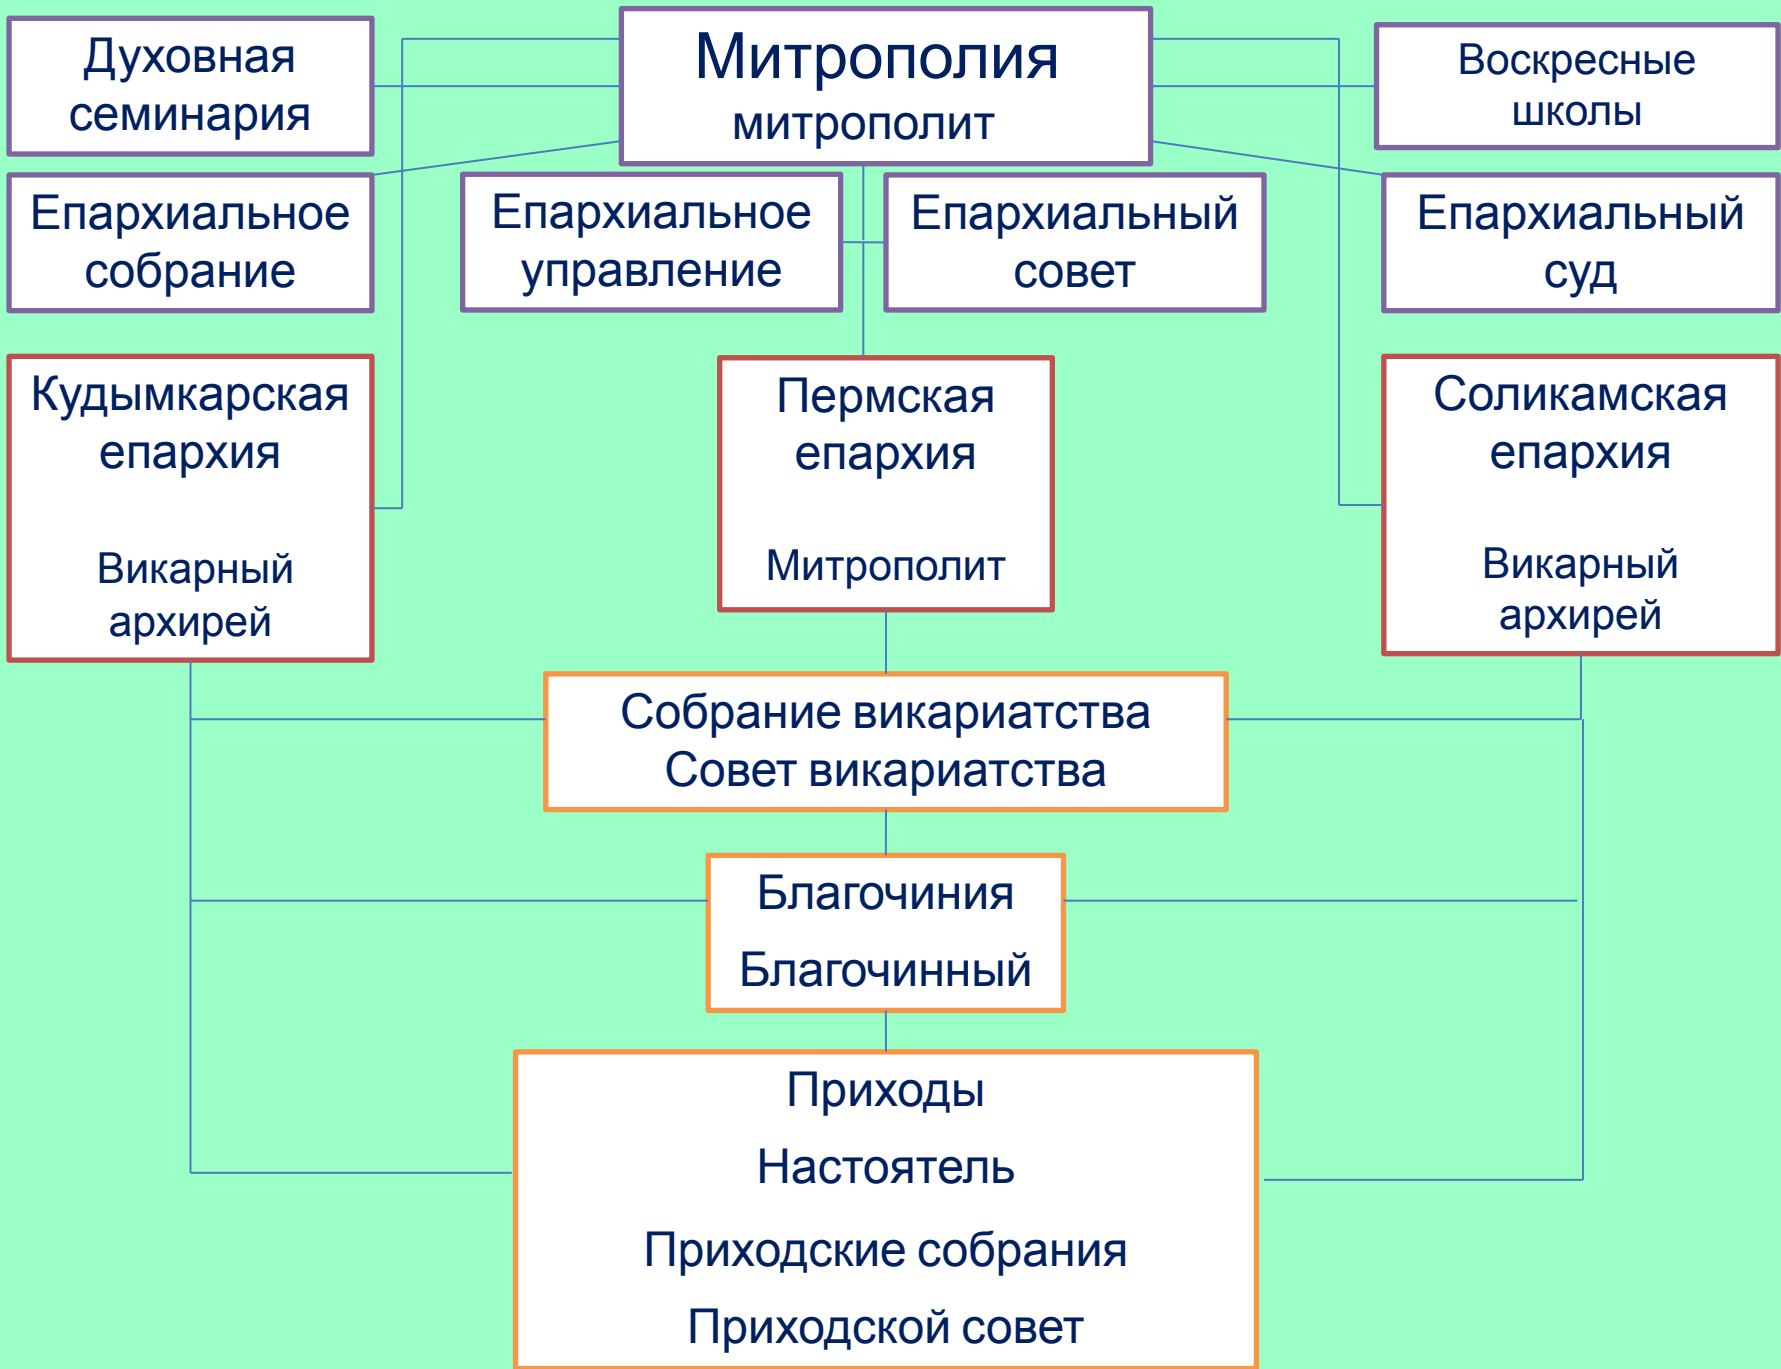 Духовная
семинария
Митрополия
митрополит
Воскресные
школы
Епархиальное
собрание
Епархиальное
управление
Епархиальный
совет
Епархиальный
суд
Кудымкарская
епархия
Викарный
архирей
Пермская
епархия
Митрополит
Соликамская
епархия
Викарный
архирей
Собрание викариатства
Совет викариатства
Благочиния
Благочинный
Приходы
Настоятель
Приходские собрания
Приходской совет